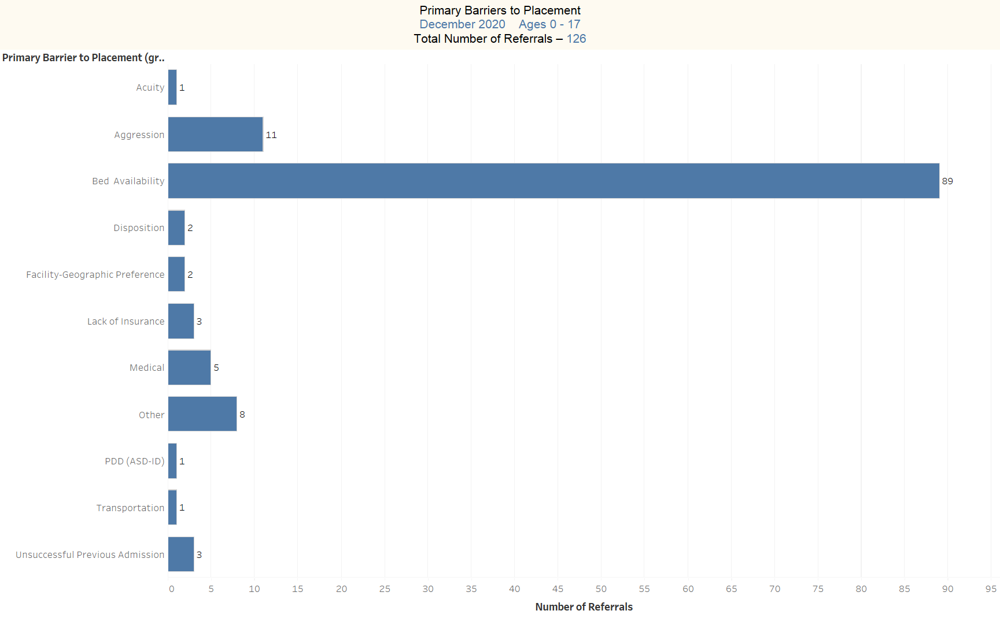 Primary Barriers to Placement
December 2020 Ages 0 - 17
Total Number of Referrals – 126
Primary Barrier to Placement (gr..
Acuity 1
Aggression 11
Bed Availability 89
Disposition 2
Facility-Geographic Preference 2
Lack of Insurance 3
Medical 5
Other 8
PDD (ASD-ID) 1
Transportation 1
Unsuccessful Previous Admission 3
0 5 10 15 20 25 30 35 40 45 50 55 60 65 70 75 80 85 90 95
Number of Referrals